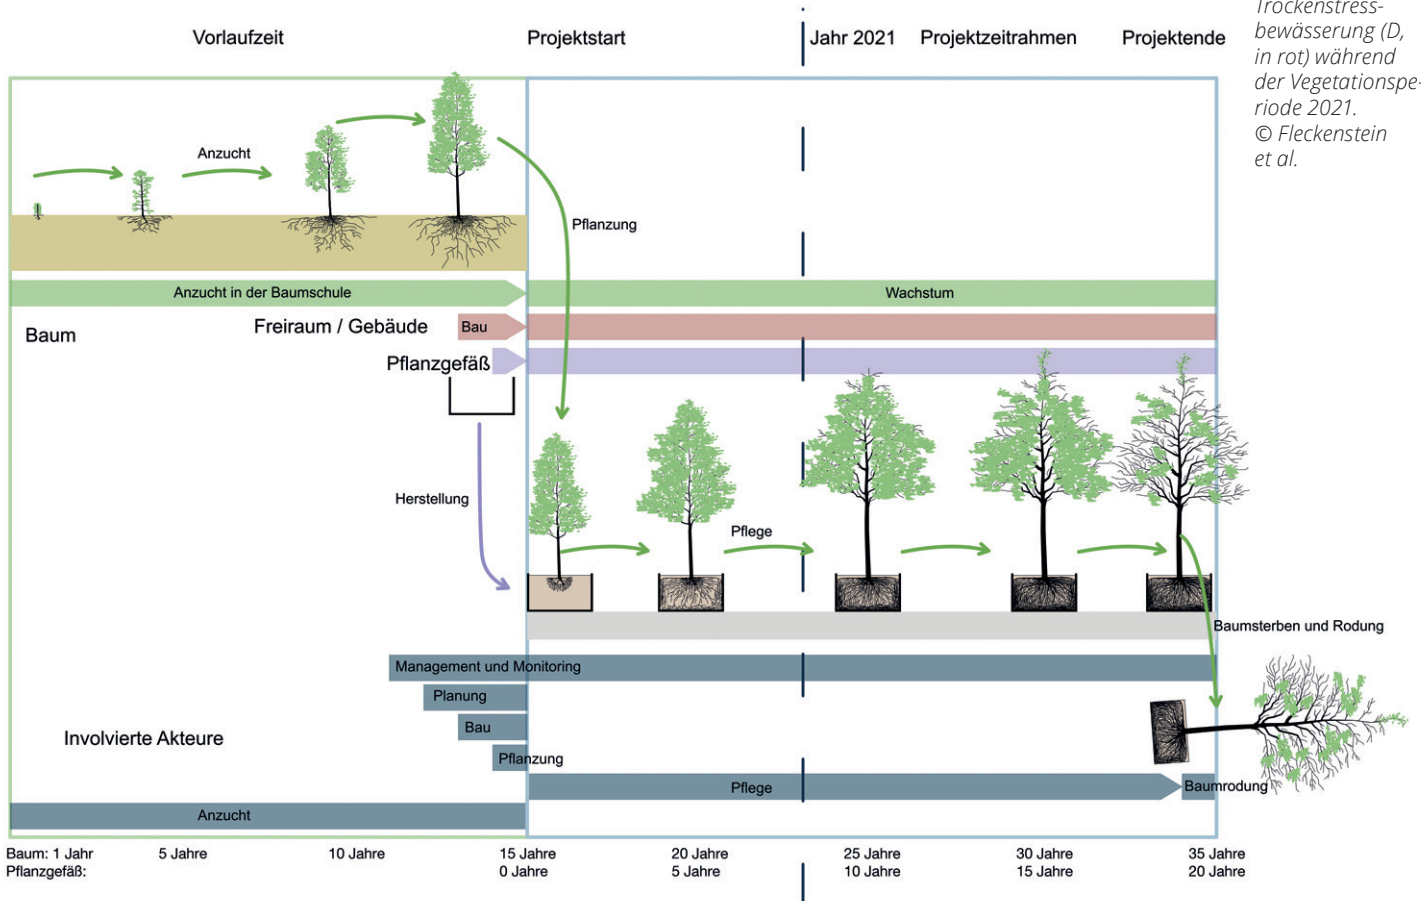 Trockenstress-
bewässerung (D,
in rot) während
der Vegetationspe-
riode 2021.
© Fleckenstein
et al.
Vorlaufzeit
Projektstart
Jahr 2021
Projektzeitrahmen
Projektende
Anzucht
Pflanzung
Anzucht in der Baumschule
Wachstum
Baum
Freiraum / Gebäude
Bau
Pflanzgefäß
Herstellung
Pflege
Baumsterben und Rodung
Management und Monitoring
Planung
Bau
Involvierte Akteure
Pflanzung
Pflege
Baumrodung
Anzucht
Baum: 1 Jahr 5 Jahre 10 Jahre 15 Jahre 20 Jahre 25 Jahre 30 Jahre 35 Jahre
Pflanzgefäß: 0 Jahre 5 Jahre 10 Jahre 15 Jahre 20 Jahre